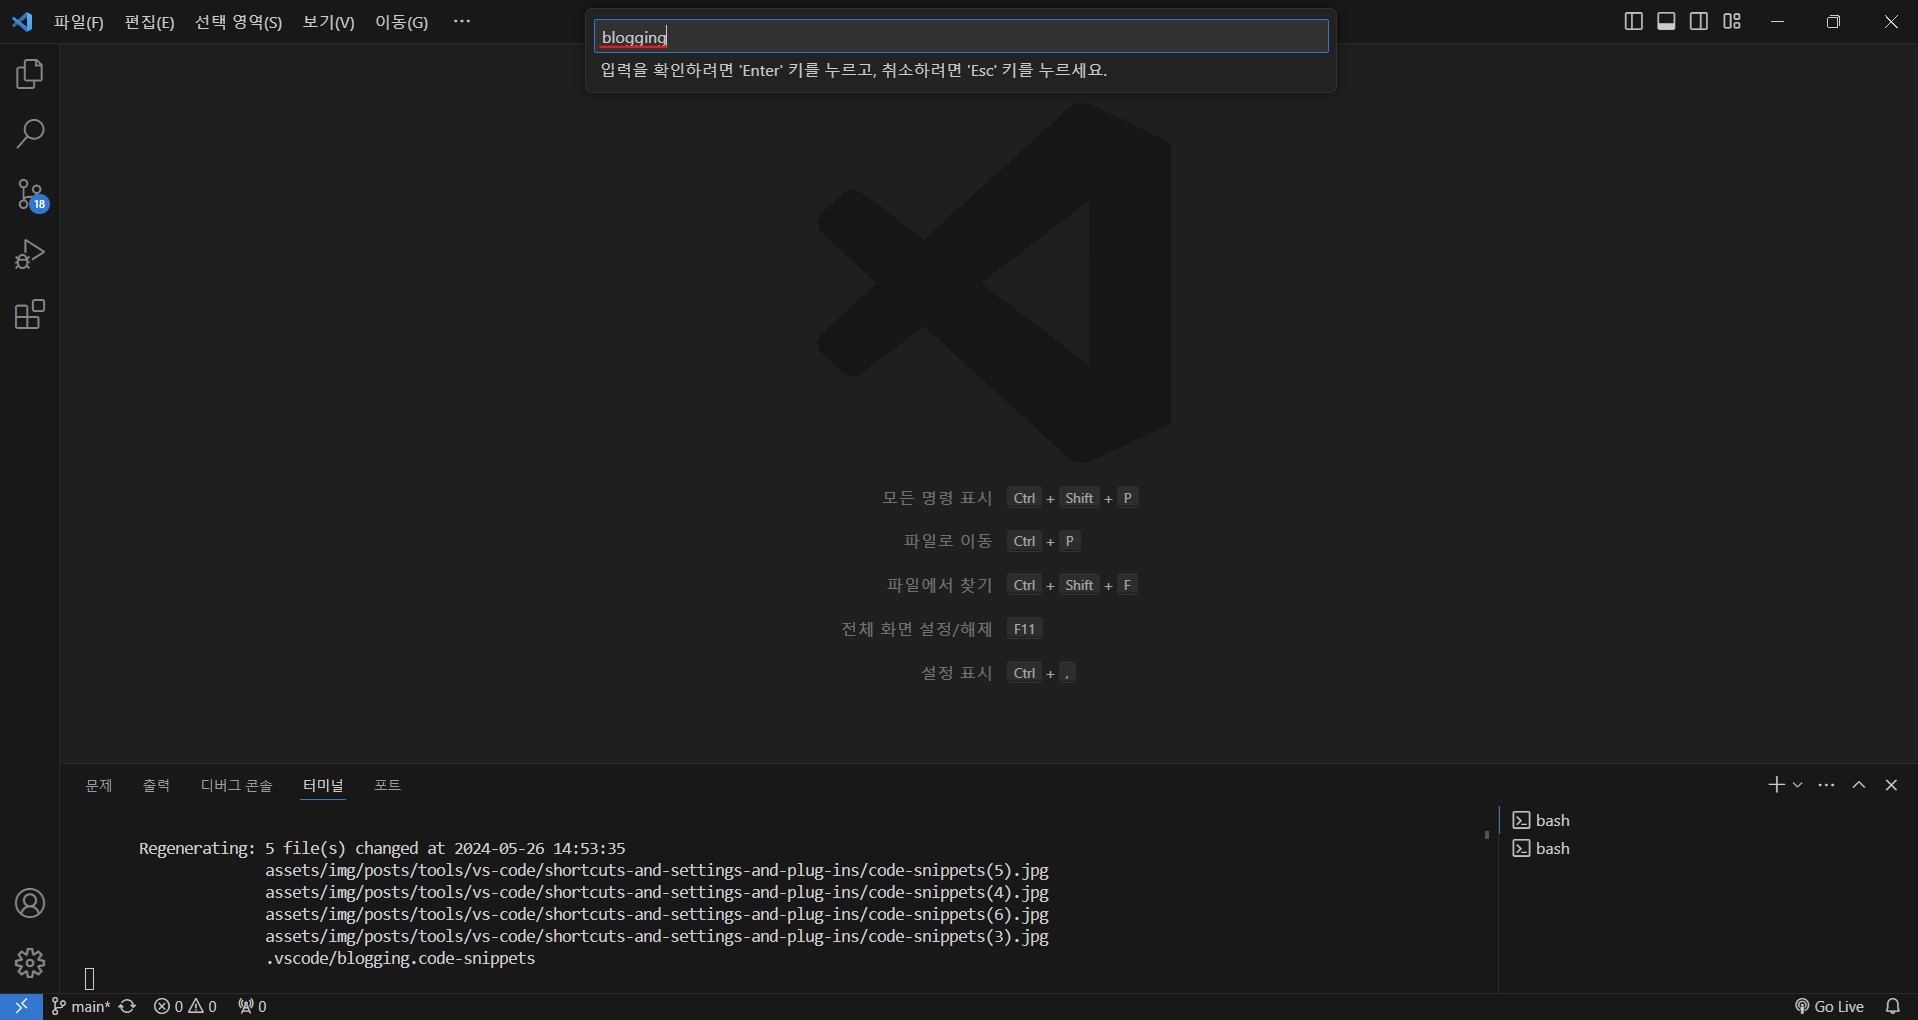 파일(F) 편집(E) 선택 영역(S) 보기(V) 이동(G) ···
blogging
입력을 확인하려면 'Enter' 키를 누르고, 취소하려면 'Esc' 키를 누르세요.
18
모든 명령 표시 Ctrl + Shift + P
파일로 이동 Ctrl + P
파일에서 찾기 Ctrl + Shift + F
전체 화면 설정/해제 F11
설정 표시 Ctrl + ,
문제 출력 디버그 콘솔 터미널 포트
bash
bash
Regenerating: 5 file(s) changed at 2024-05-26 14:53:35
assets/img/posts/tools/vs-code/shortcuts-and-settings-and-plug-ins/code-snippets(5).jpg
assets/img/posts/tools/vs-code/shortcuts-and-settings-and-plug-ins/code-snippets(4).jpg
assets/img/posts/tools/vs-code/shortcuts-and-settings-and-plug-ins/code-snippets(6).jpg
assets/img/posts/tools/vs-code/shortcuts-and-settings-and-plug-ins/code-snippets(3).jpg
.vscode/blogging.code-snippets
main* 0 0 0 Go Live